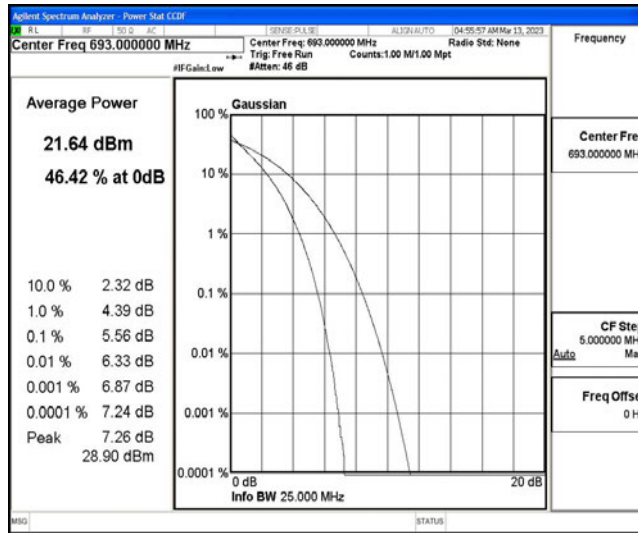 Agilent Spectrum Analyzer - Power Stat CCDF
RL RF 50 Ω AC SENSE:PULSE ALIGN AUTO 04:55:57 AM Mar 13, 2023
Center Freq 693.000000 MHz
Center Freq: 693.000000 MHz Radio Std: None
Trig: Free Run Counts:1.00 M/1.00 Mpt
#IFGain:Low #Atten: 46 dB
Frequency
Average Power
21.64 dBm
46.42 % at 0dB
10.0 % 2.32 dB
1.0 % 4.39 dB
0.1 % 5.56 dB
0.01 % 6.33 dB
0.001 % 6.87 dB
0.0001 % 7.24 dB
Peak 7.26 dB
28.90 dBm
Gaussian
100 %
10 %
1 %
0.1 %
0.01 %
0.001 %
0.0001 %
0 dB 20 dB
Info BW 25.000 MHz
Center Fre
693.000000 MH
CF Ste
5.000000 MH
Auto Ma
Freq Offse
0 H
MSG STATUS